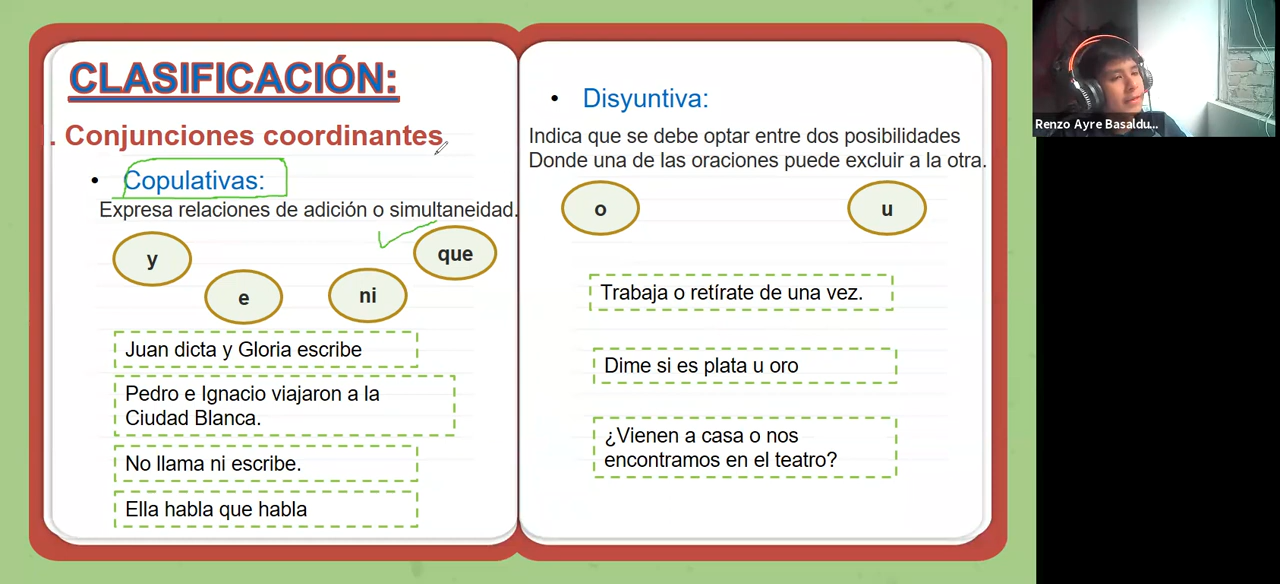 CLASIFICACIÓN:
. Conjunciones coordinantes
• Copulativas:
Expresa relaciones de adición o simultaneidad.
y
e
ni
que
Juan dicta y Gloria escribe
Pedro e Ignacio viajaron a la
Ciudad Blanca.
No llama ni escribe.
Ella habla que habla
• Disyuntiva:
Indica que se debe optar entre dos posibilidades
Donde una de las oraciones puede excluir a la otra.
o
u
Trabaja o retírate de una vez.
Dime si es plata u oro
¿Vienen a casa o nos
encontramos en el teatro?
Renzo Ayre Basaldu...